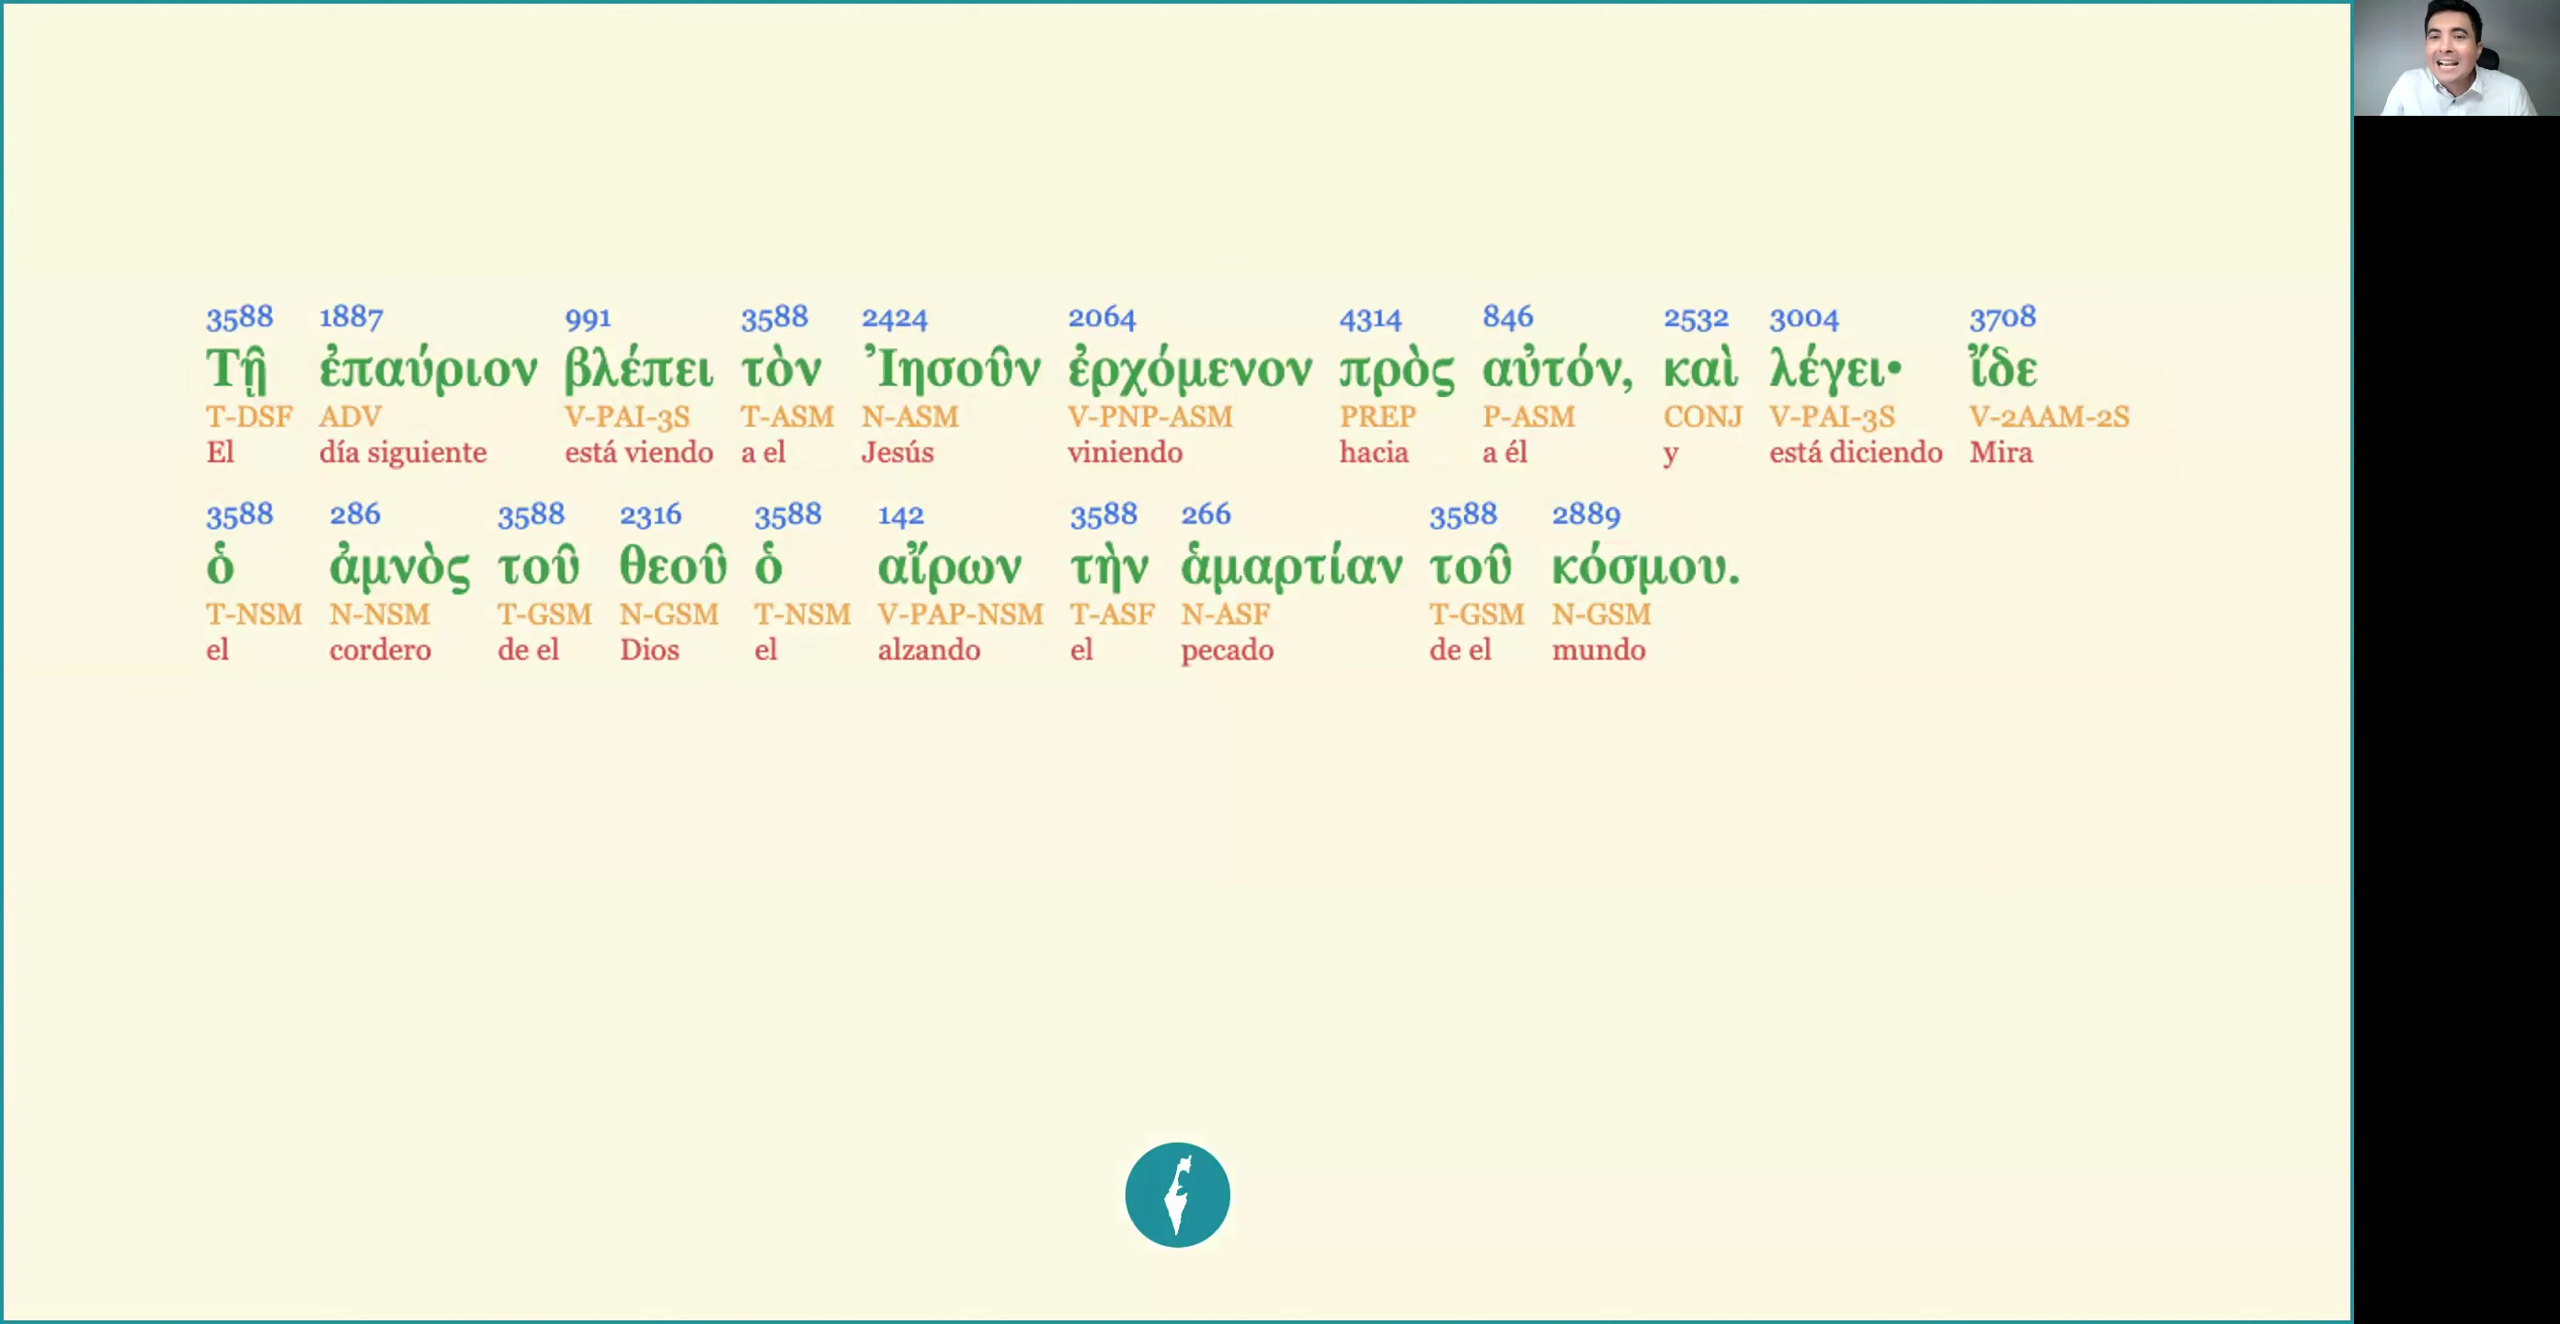 3588 1887 991 3588 2424 2064 4314 846 2532 3004 3708
Τῇ ἐπαύριον βλέπει τὸν Ἰησοῦν ἐρχόμενον πρὸς αὐτόν, καὶ λέγει• ἴδε
T-DSF ADV V-PAI-3S T-ASM N-ASM V-PNP-ASM PREP P-ASM CONJ V-PAI-3S V-2AAM-2S
El día siguiente está viendo a el Jesús viniendo hacia a él y está diciendo Mira
3588 286 3588 2316 3588 142 3588 266 3588 2889
ὁ ἀμνὸς τοῦ θεοῦ ὁ αἴρων τὴν ἁμαρτίαν τοῦ κόσμου.
T-NSM N-NSM T-GSM N-GSM T-NSM V-PAP-NSM T-ASF N-ASF T-GSM N-GSM
el cordero de el Dios el alzando el pecado de el mundo